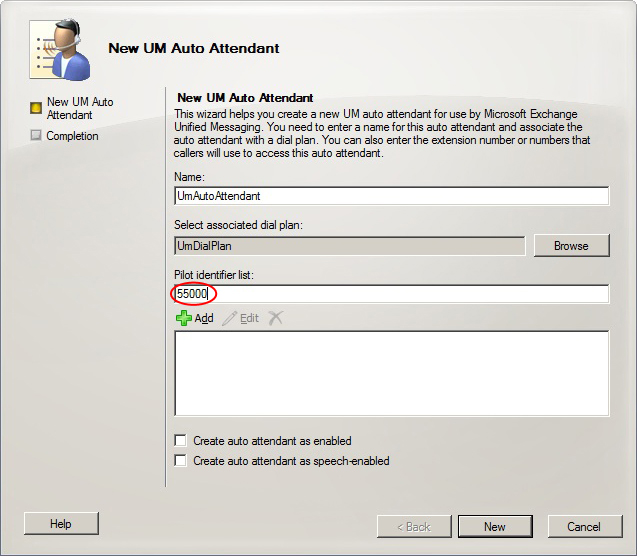 New UM Auto Attendant
New UM Auto
Attendant
Completion
New UM Auto Attendant
This wizard helps you create a new UM auto attendant for use by Microsoft Exchange
Unified Messaging. You need to enter a name for this auto attendant and associate the
auto attendant with a dial plan. You can also enter the extension number or numbers that
callers will use to access this auto attendant.
Name:
UmAutoAttendant
Select associated dial plan:
UmDialPlan
Browse
Pilot identifier list:
55000
Add Edit
Create auto attendant as enabled
Create auto attendant as speech-enabled
Help
< Back
New
Cancel